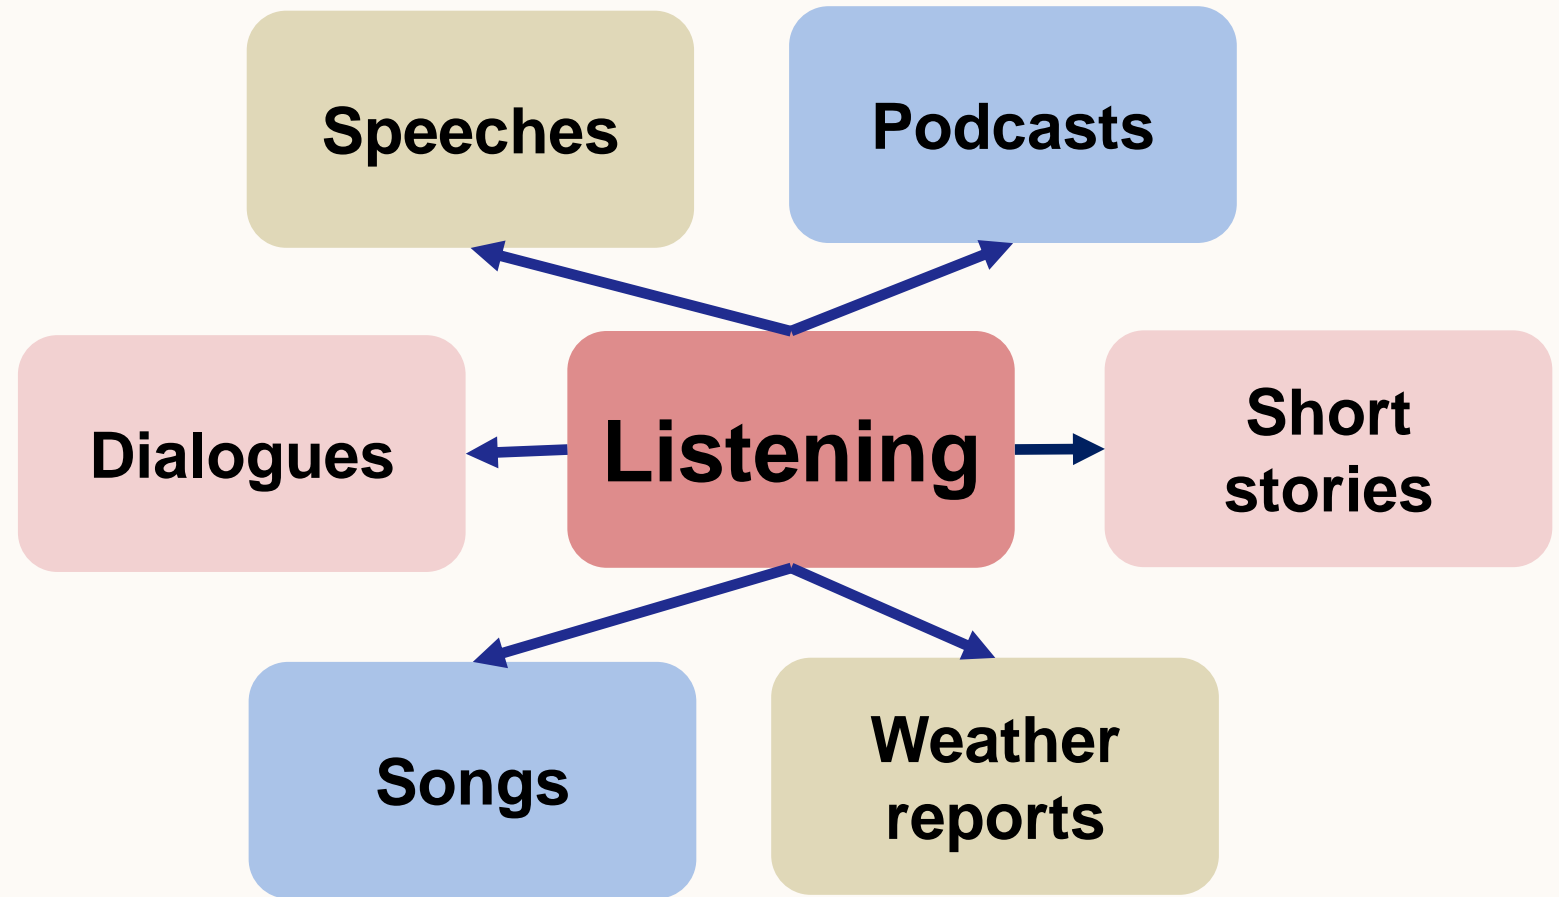 Speeches
Podcasts
Dialogues
Listening
Short
stories
Songs
Weather
reports